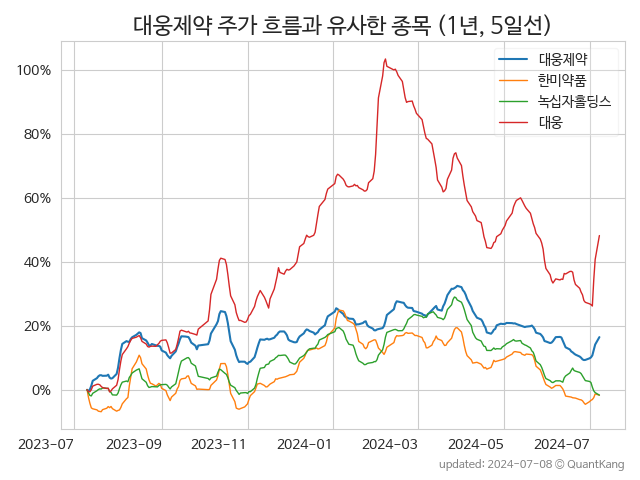 대웅제약 주가 흐름과 유사한 종목 (1년, 5일선)
대웅제약
한미약품
녹십자홀딩스
대웅
100%
80%
60%
40%
20%
0%
2023-07 2023-09 2023-11 2024-01 2024-03 2024-05 2024-07
updated: 2024-07-08 © QuantKang